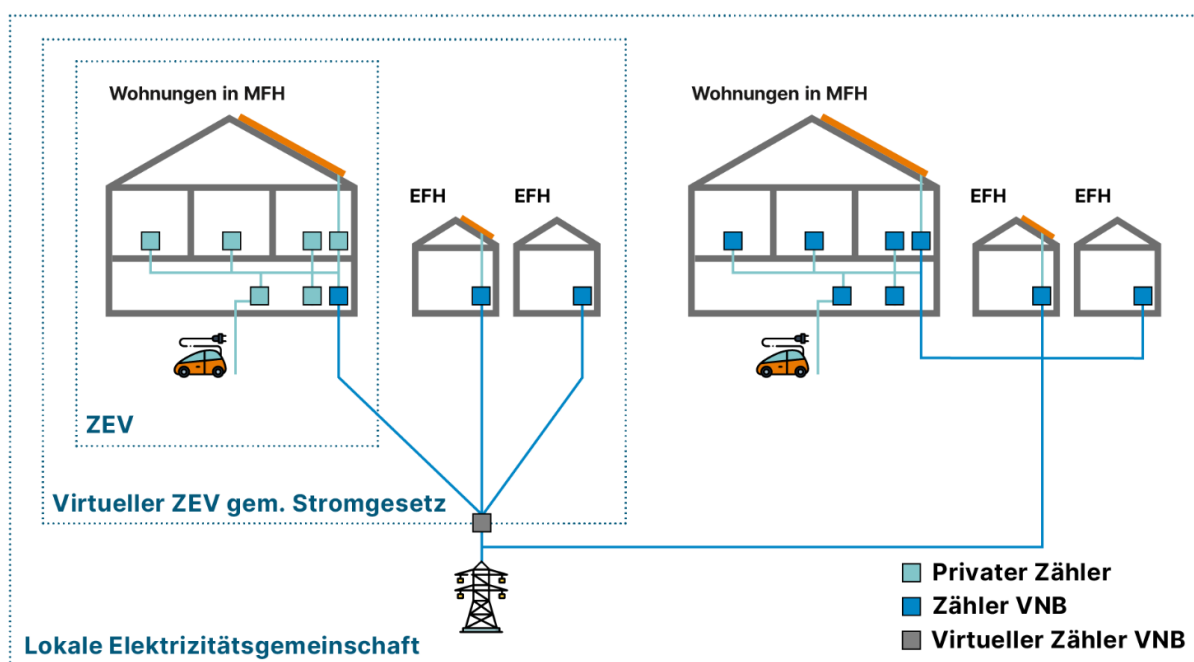 Wohnungen in MFH
Wohnungen in MFH
EFH
EFH
EFH
EFH
ZEV
Virtueller ZEV gem. Stromgesetz
Privater Zähler
Zähler VNB
Virtueller Zähler VNB
Lokale Elektrizitätsgemeinschaft